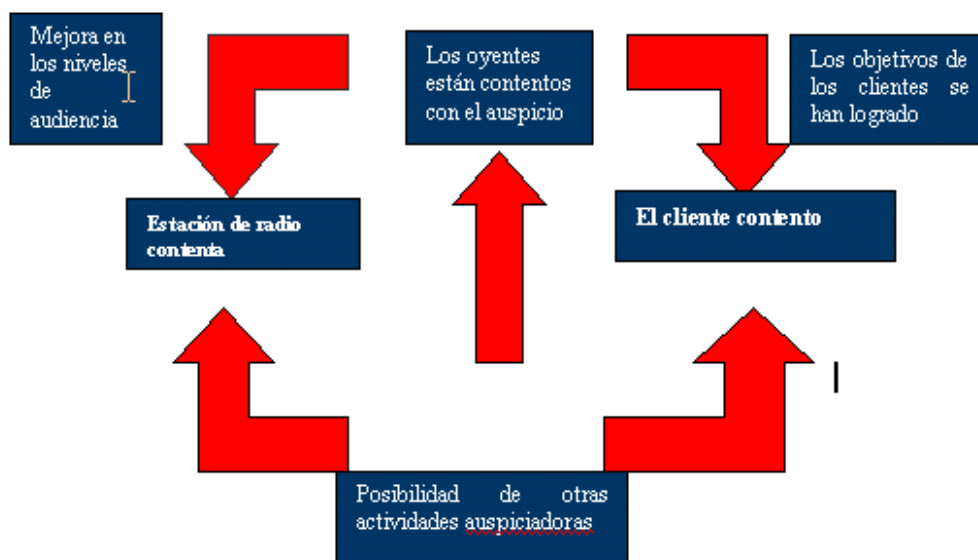 Mejora en
los niveles
de
audiencia
Los oyentes
están contentos
con el auspicio
Los objetivos de
los clientes se
han logrado
Estación de radio
contenta
El cliente contento
Posibilidad de otras
actividades auspiciadoras